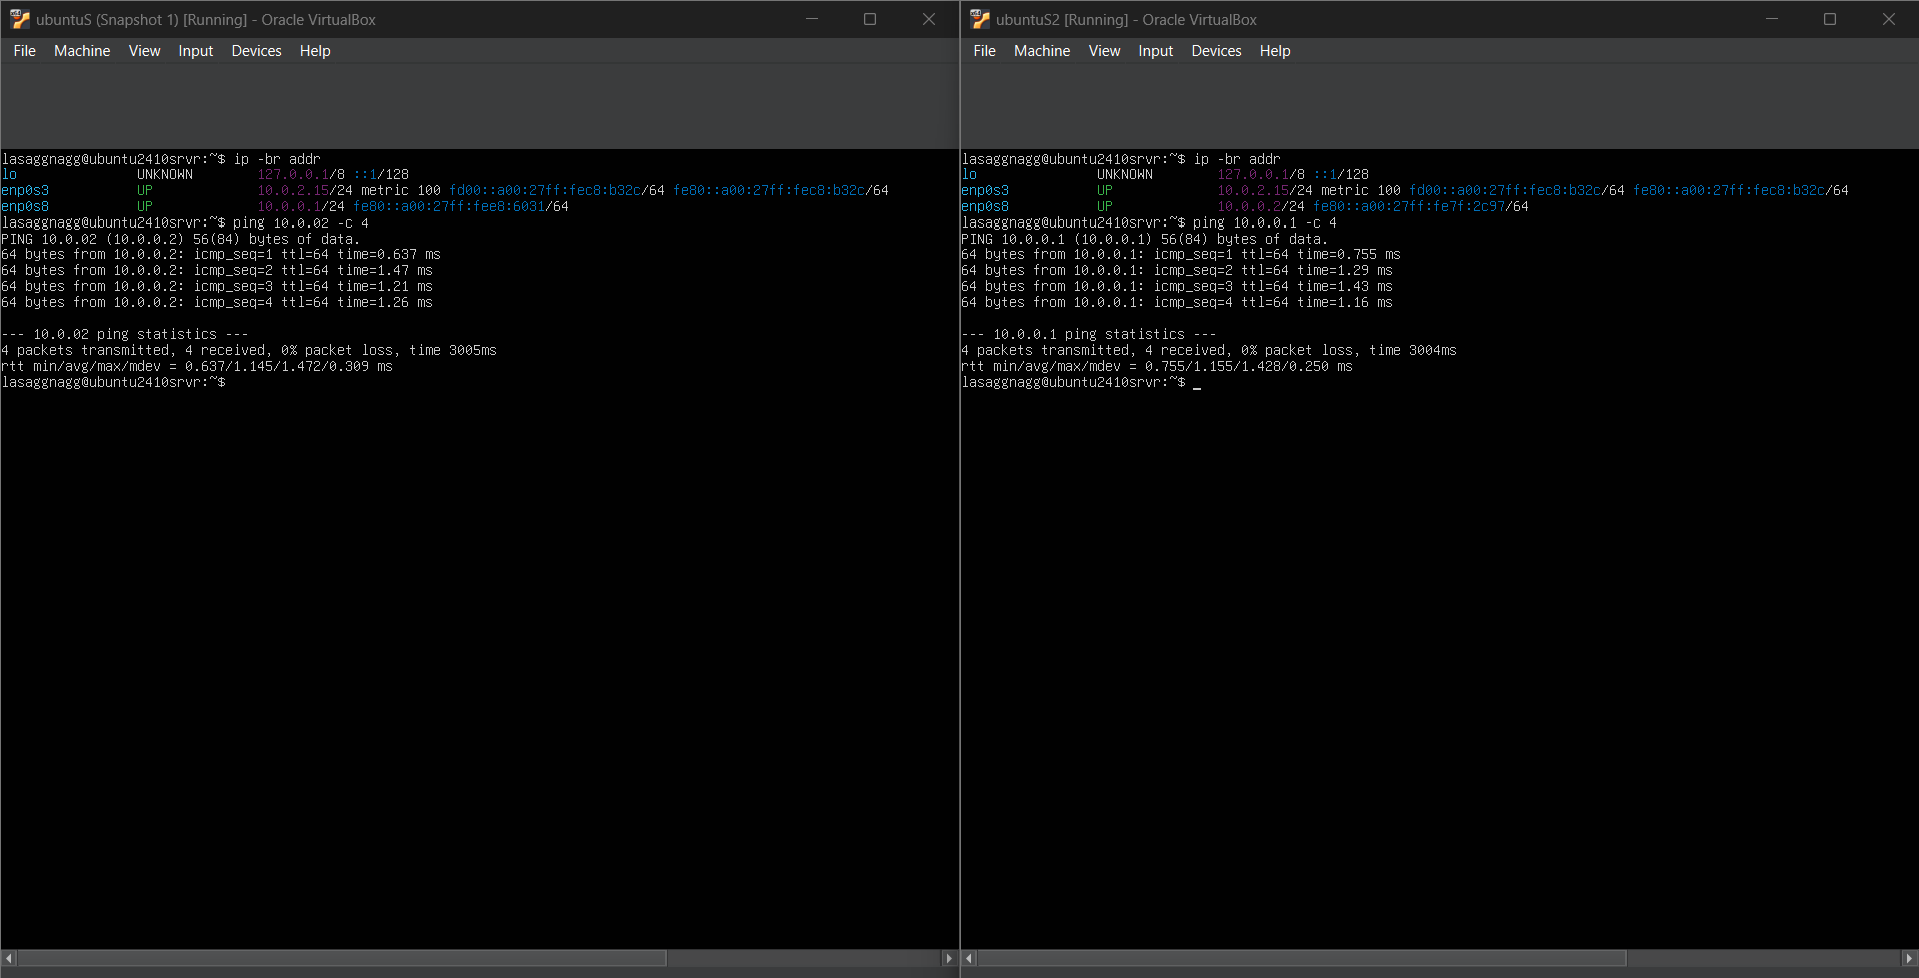 ubuntuS (Snapshot 1) [Running] - Oracle VirtualBox
File Machine View Input Devices Help
lasaggnagg@ubuntu2410srvr:~$ ip -br addr
lo UNKNOWN 127.0.0.1/8 ::1/128
enp0s3 UP 10.0.2.15/24 metric 100 fd00::a00:27ff:fec8:b32c/64 fe80::a00:27ff:fec8:b32c/64
enp0s8 UP 10.0.0.1/24 fe80::a00:27ff:fee8:6031/64
lasaggnagg@ubuntu2410srvr:~$ ping 10.0.02 -c 4
PING 10.0.02 (10.0.0.2) 56(84) bytes of data.
64 bytes from 10.0.0.2: icmp_seq=1 ttl=64 time=0.637 ms
64 bytes from 10.0.0.2: icmp_seq=2 ttl=64 time=1.47 ms
64 bytes from 10.0.0.2: icmp_seq=3 ttl=64 time=1.21 ms
64 bytes from 10.0.0.2: icmp_seq=4 ttl=64 time=1.26 ms
--- 10.0.02 ping statistics ---
4 packets transmitted, 4 received, 0% packet loss, time 3005ms
rtt min/avg/max/mdev = 0.637/1.145/1.472/0.309 ms
lasaggnagg@ubuntu2410srvr:~$
ubuntuS2 [Running] - Oracle VirtualBox
File Machine View Input Devices Help
lasaggnagg@ubuntu2410srvr:~$ ip -br addr
lo UNKNOWN 127.0.0.1/8 ::1/128
enp0s3 UP 10.0.2.15/24 metric 100 fd00::a00:27ff:fec8:b32c/64 fe80::a00:27ff:fec8:b32c/64
enp0s8 UP 10.0.0.2/24 fe80::a00:27ff:fe7f:2c97/64
lasaggnagg@ubuntu2410srvr:~$ ping 10.0.0.1 -c 4
PING 10.0.0.1 (10.0.0.1) 56(84) bytes of data.
64 bytes from 10.0.0.1: icmp_seq=1 ttl=64 time=0.755 ms
64 bytes from 10.0.0.1: icmp_seq=2 ttl=64 time=1.29 ms
64 bytes from 10.0.0.1: icmp_seq=3 ttl=64 time=1.43 ms
64 bytes from 10.0.0.1: icmp_seq=4 ttl=64 time=1.16 ms
--- 10.0.0.1 ping statistics ---
4 packets transmitted, 4 received, 0% packet loss, time 3004ms
rtt min/avg/max/mdev = 0.755/1.155/1.428/0.250 ms
lasaggnagg@ubuntu2410srvr:~$ _